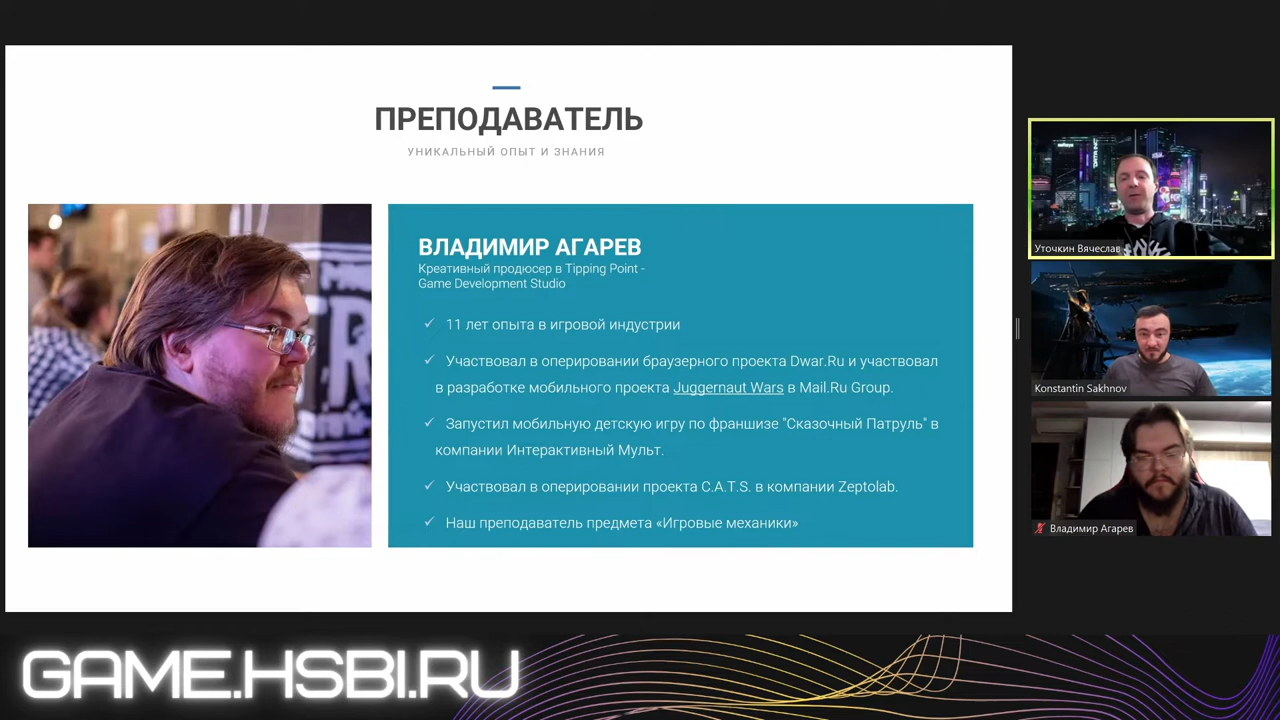 ПРЕПОДАВАТЕЛЬ
УНИКАЛЬНЫЙ ОПЫТ И ЗНАНИЯ
ВЛАДИМИР АГАРЕВ
Креативный продюсер в Tipping Point -
Game Development Studio
✓ 11 лет опыта в игровой индустрии
✓ Участвовал в оперировании браузерного проекта Dwar.Ru и участвовал
в разработке мобильного проекта Juggernaut Wars в Mail.Ru Group.
✓ Запустил мобильную детскую игру по франшизе "Сказочный Патруль" в
компании Интерактивный Мульт.
✓ Участвовал в оперировании проекта C.A.T.S. в компании Zeptolab.
✓ Наш преподаватель предмета «Игровые механики»
Уточкин Вячеслав
Konstantin Sakhnov
Владимир Агарев
GAME.HSBI.RU